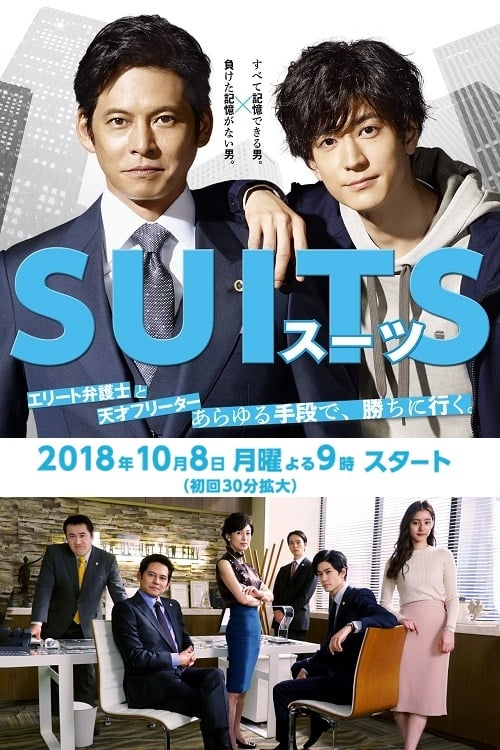 すべて記憶できる男。
×
負けた記憶がない男。
SUITS
スーツ
エリート弁護士と
天才フリーター
あらゆる手段で、勝ちに行く。
2018年10月8日 月曜よる9時 スタート
(初回30分拡大)